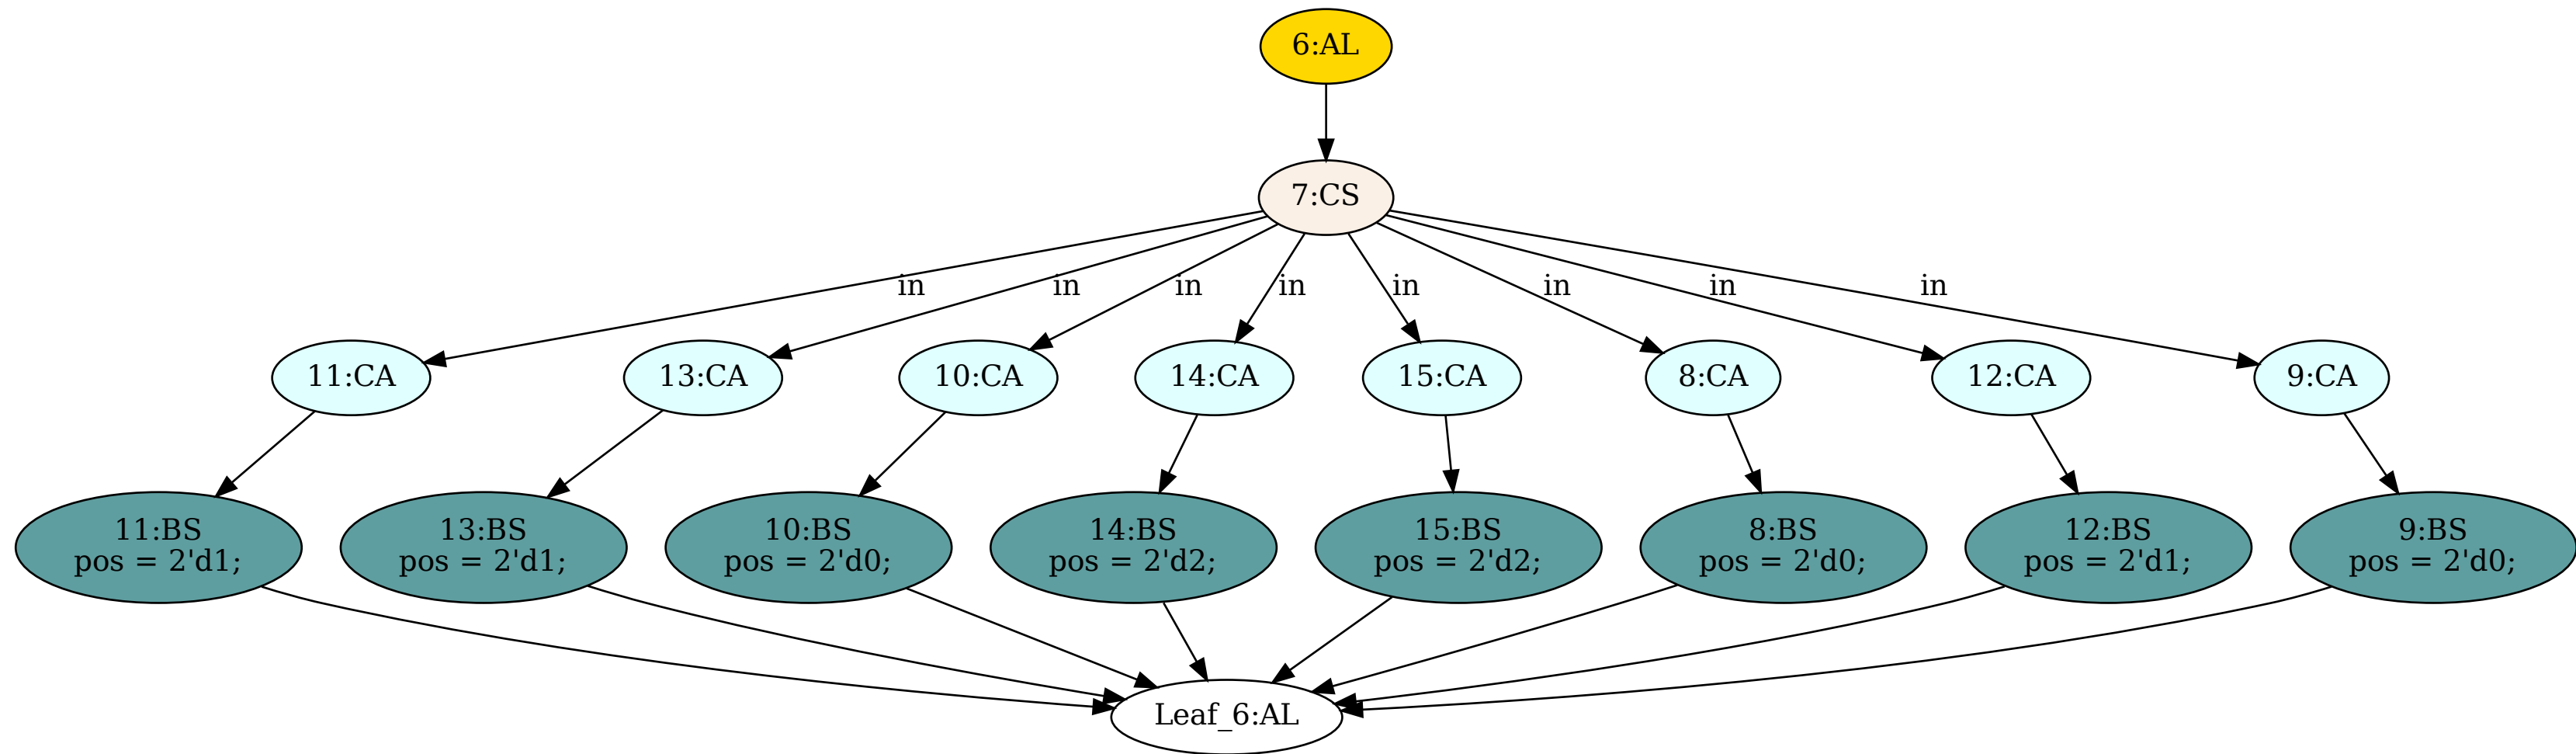 6:AL
7:CS
in
in
in
in
in
in
in
in
11:CA
13:CA
10:CA
14:CA
15:CA
8:CA
12:CA
9:CA
11:BS
pos = 2'd1;
13:BS
pos = 2'd1;
10:BS
pos = 2'd0;
14:BS
pos = 2'd2;
15:BS
pos = 2'd2;
8:BS
pos = 2'd0;
12:BS
pos = 2'd1;
9:BS
pos = 2'd0;
Leaf_6:AL